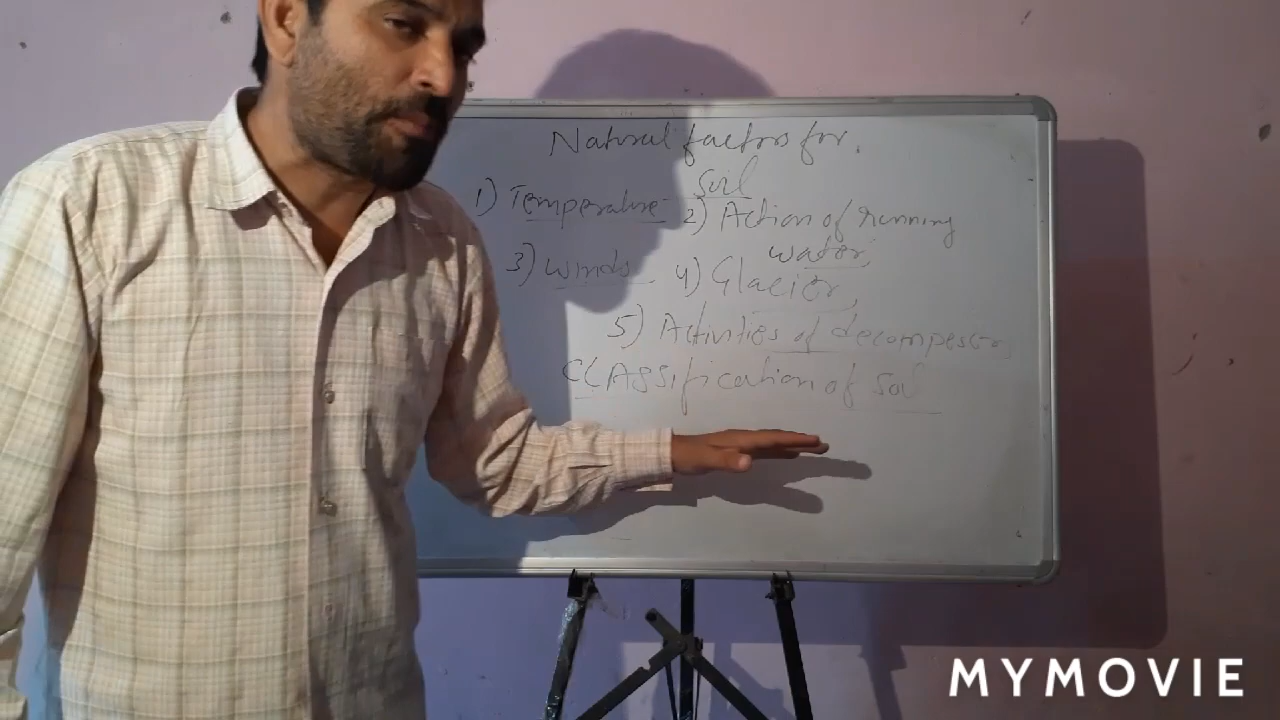 Natural factors for.
Soil
1) Temperature 2) Action of running
water,
3) Winds 4) Glacier,
5) Activities of decomposers
CLASsification of soil
MYMOVIE